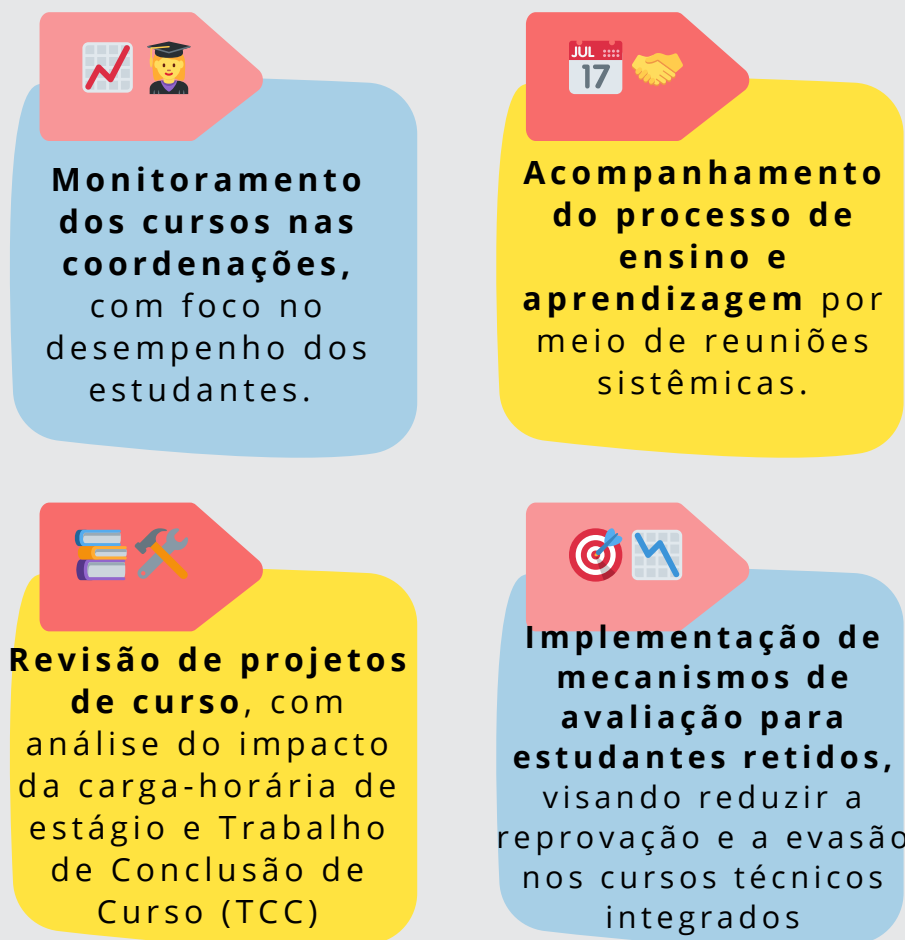 Monitoramento
dos cursos nas
coordenações,
com foco no
desempenho dos
estudantes.
JUL
17
Acompanhamento
do processo de
ensino e
aprendizagem por
meio de reuniões
sistêmicas.
Revisão de projetos
de curso, com
análise do impacto
da carga-horária de
estágio e Trabalho
de Conclusão de
Curso (TCC)
Implementação de
mecanismos de
avaliação para
estudantes retidos,
visando reduzir a
reprovação e a evasão
nos cursos técnicos
integrados